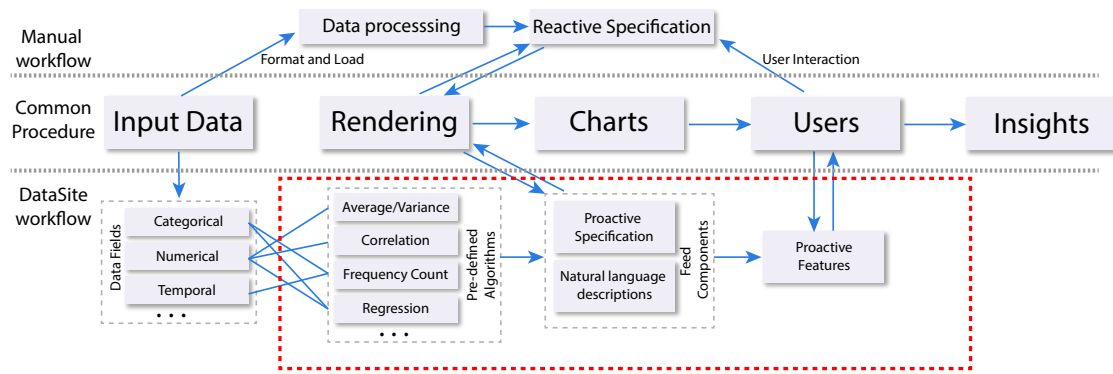 Manual
workflow
Data processsing
Reactive Specification
Format and Load
User Interaction
Common
Procedure
Input Data
Rendering
Charts
Users
Insights
DataSite
workflow
Data Fields
Categorical
Numerical
Temporal
• • •
Average/Variance
Correlation
Frequency Count
Regression
• • •
Pre-defined
Algorithms
Proactive
Specification
Natural language
descriptions
Feed
Components
Proactive
Features